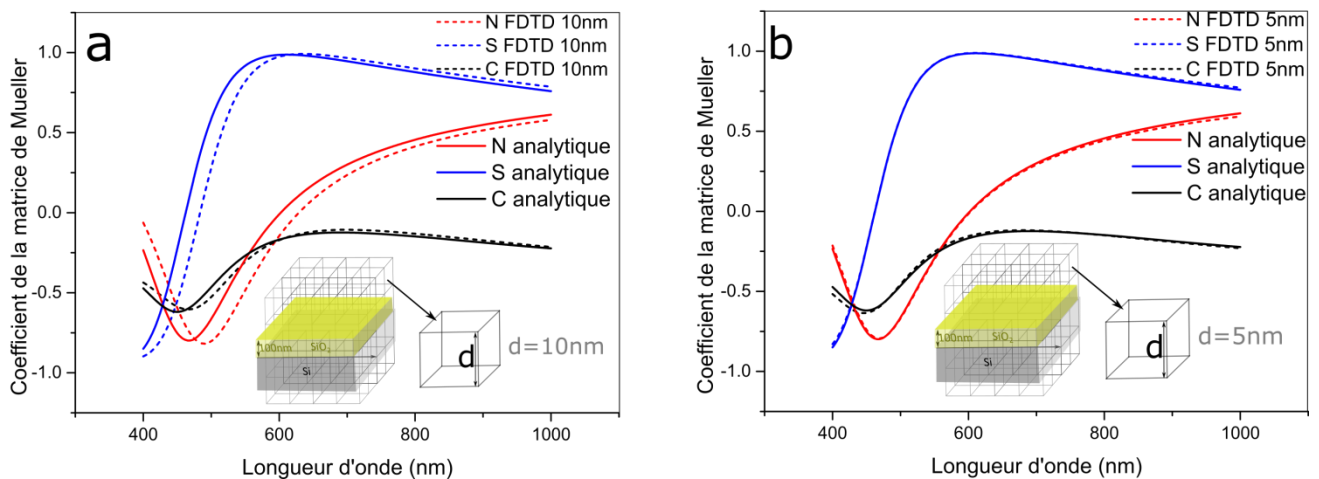 a
N FDTD 10nm
S FDTD 10nm
C FDTD 10nm
N analytique
S analytique
C analytique
Coefficient de la matrice de Mueller
1.0
0.5
0.0
-0.5
-1.0
100nm
SiO₂
Si
d
d=10nm
400
600
800
1000
Longueur d'onde (nm)
b
N FDTD 5nm
S FDTD 5nm
C FDTD 5nm
N analytique
S analytique
C analytique
Coefficient de la matrice de Mueller
1.0
0.5
0.0
-0.5
-1.0
100nm
SiO₂
Si
d
d=5nm
400
600
800
1000
Longueur d'onde (nm)